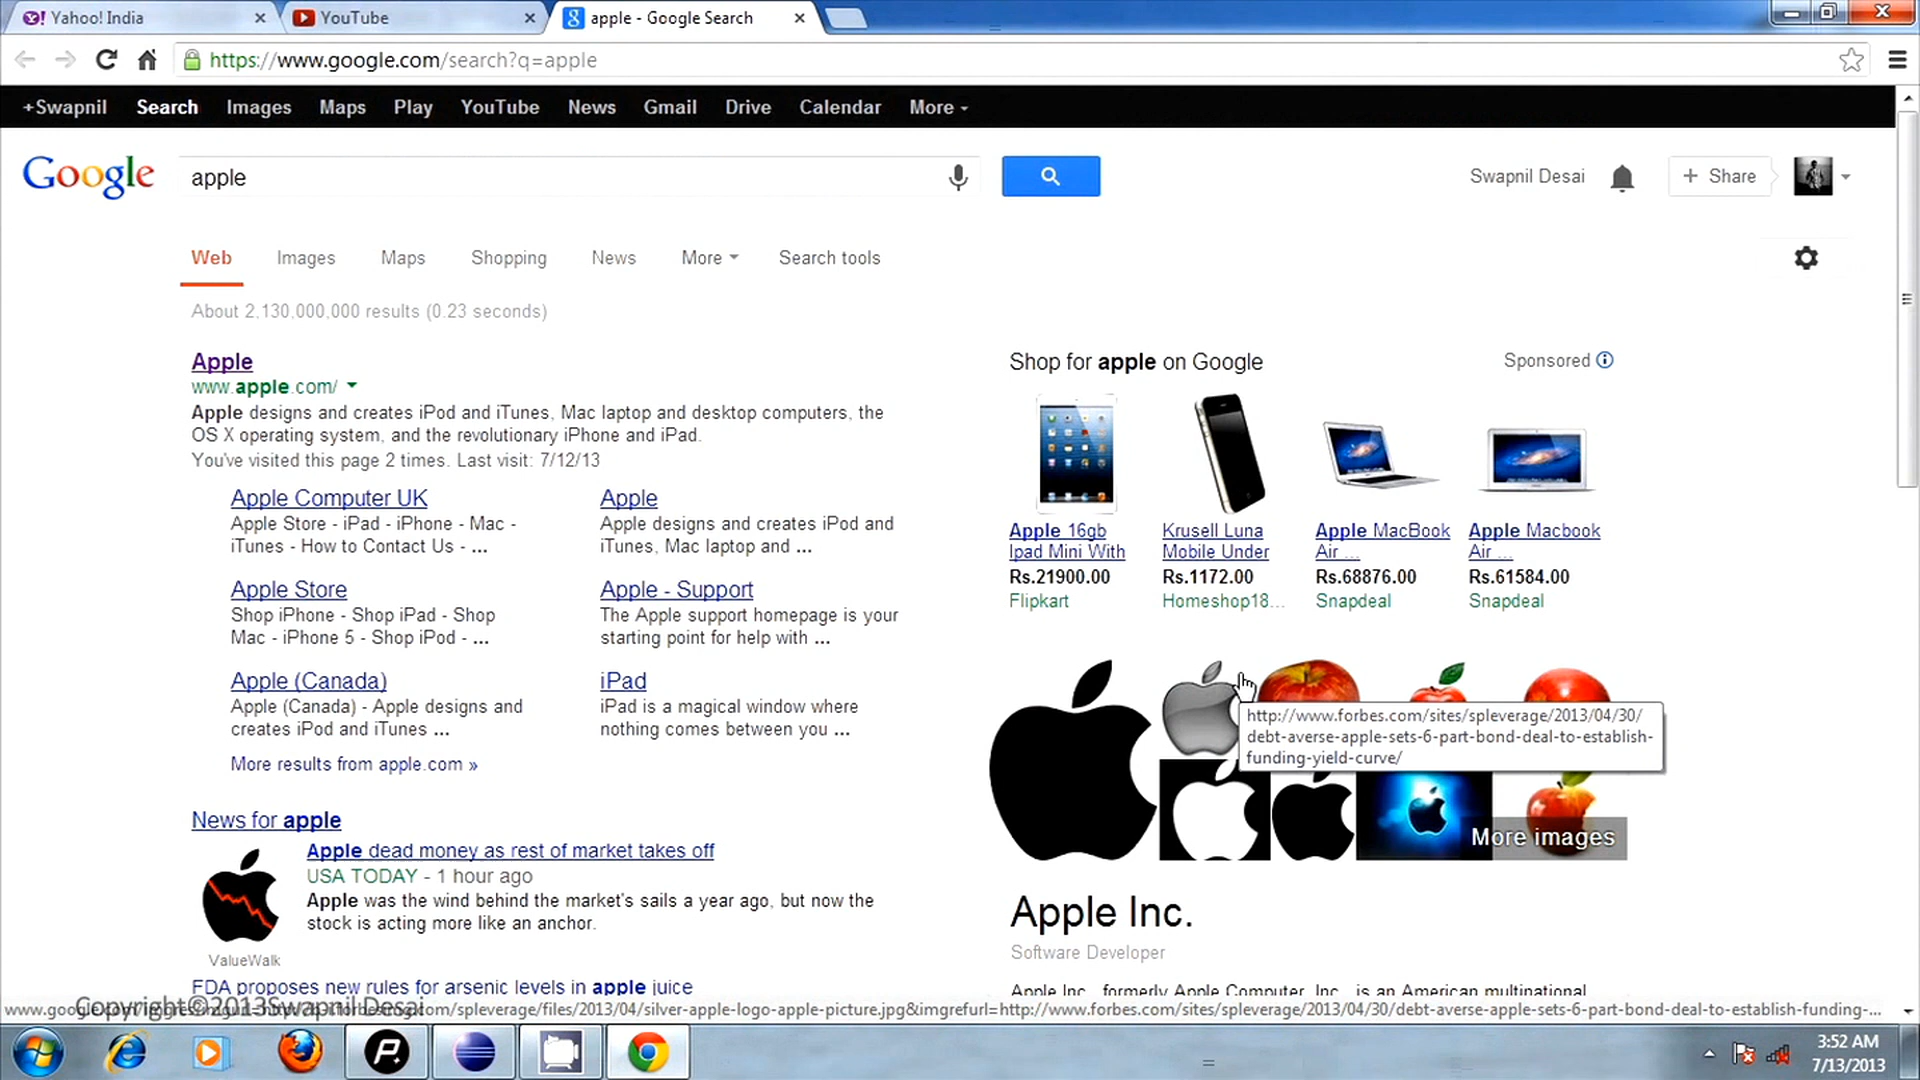 Yahoo! India
YouTube
apple - Google Search
https://www.google.com/search?q=apple
+Swapnil Search Images Maps Play YouTube News Gmail Drive Calendar More
Google
apple
Swapnil Desai
+ Share
Web Images Maps Shopping News More Search tools
About 2,130,000,000 results (0.23 seconds)
Apple
www.apple.com/
Apple designs and creates iPod and iTunes, Mac laptop and desktop computers, the
OS X operating system, and the revolutionary iPhone and iPad.
You've visited this page 2 times. Last visit: 7/12/13
Apple Computer UK
Apple Store - iPad - iPhone - Mac -
iTunes - How to Contact Us - ...
Apple
Apple designs and creates iPod and
iTunes, Mac laptop and ...
Apple Store
Shop iPhone - Shop iPad - Shop
Mac - iPhone 5 - Shop iPod - ...
Apple - Support
The Apple support homepage is your
starting point for help with ...
Apple (Canada)
Apple (Canada) - Apple designs and
creates iPod and iTunes ...
iPad
iPad is a magical window where
nothing comes between you ...
More results from apple.com »
News for apple
Apple dead money as rest of market takes off
USA TODAY - 1 hour ago
Apple was the wind behind the market's sails a year ago, but now the
stock is acting more like an anchor.
ValueWalk
FDA proposes new rules for arsenic levels in apple juice
Shop for apple on Google
Sponsored
Apple 16gb
Ipad Mini With
Rs.21900.00
Flipkart
Krusell Luna
Mobile Under
Rs.1172.00
Homeshop18...
Apple MacBook
Air ...
Rs.68876.00
Snapdeal
Apple Macbook
Air ...
Rs.61584.00
Snapdeal
http://www.forbes.com/sites/spleverage/2013/04/30/
debt-averse-apple-sets-6-part-bond-deal-to-establish-
funding-yield-curve/
More images
Apple Inc.
Software Developer
Apple Inc., formerly Apple Computer, Inc., is an American multinational
Copyright©2013Swapnil Desai
com/spleverage/files/2013/04/silver-apple-logo-apple-picture.jpg&imgrefurl=http://www.forbes.com/sites/spleverage/2013/04/30/debt-averse-apple-sets-6-part-bond-deal-to-establish-funding-...
3:52 AM
7/13/2013